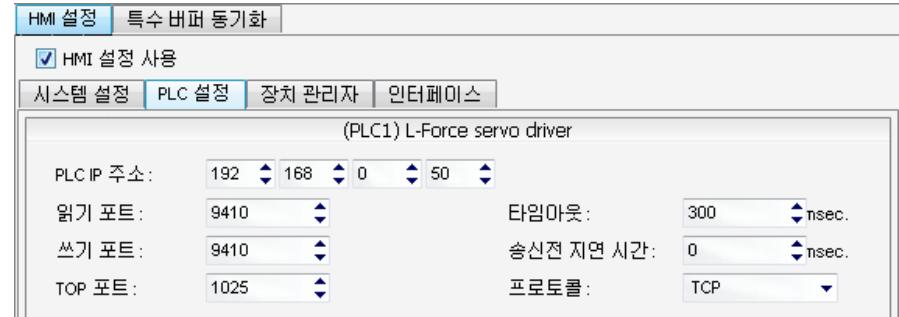 HMI 설정 특수 버퍼 동기화
HMI 설정 사용
시스템 설정 PLC 설정 장치 관리자 인터페이스
(PLC1) L-Force servo driver
PLC IP 주소 : 192 168 0 50
읽기 포트 : 9410 타임아웃 : 300 msec.
쓰기 포트 : 9410 송신전 지연 시간 : 0 msec.
TOP 포트 : 1025 프로토콜 : TCP